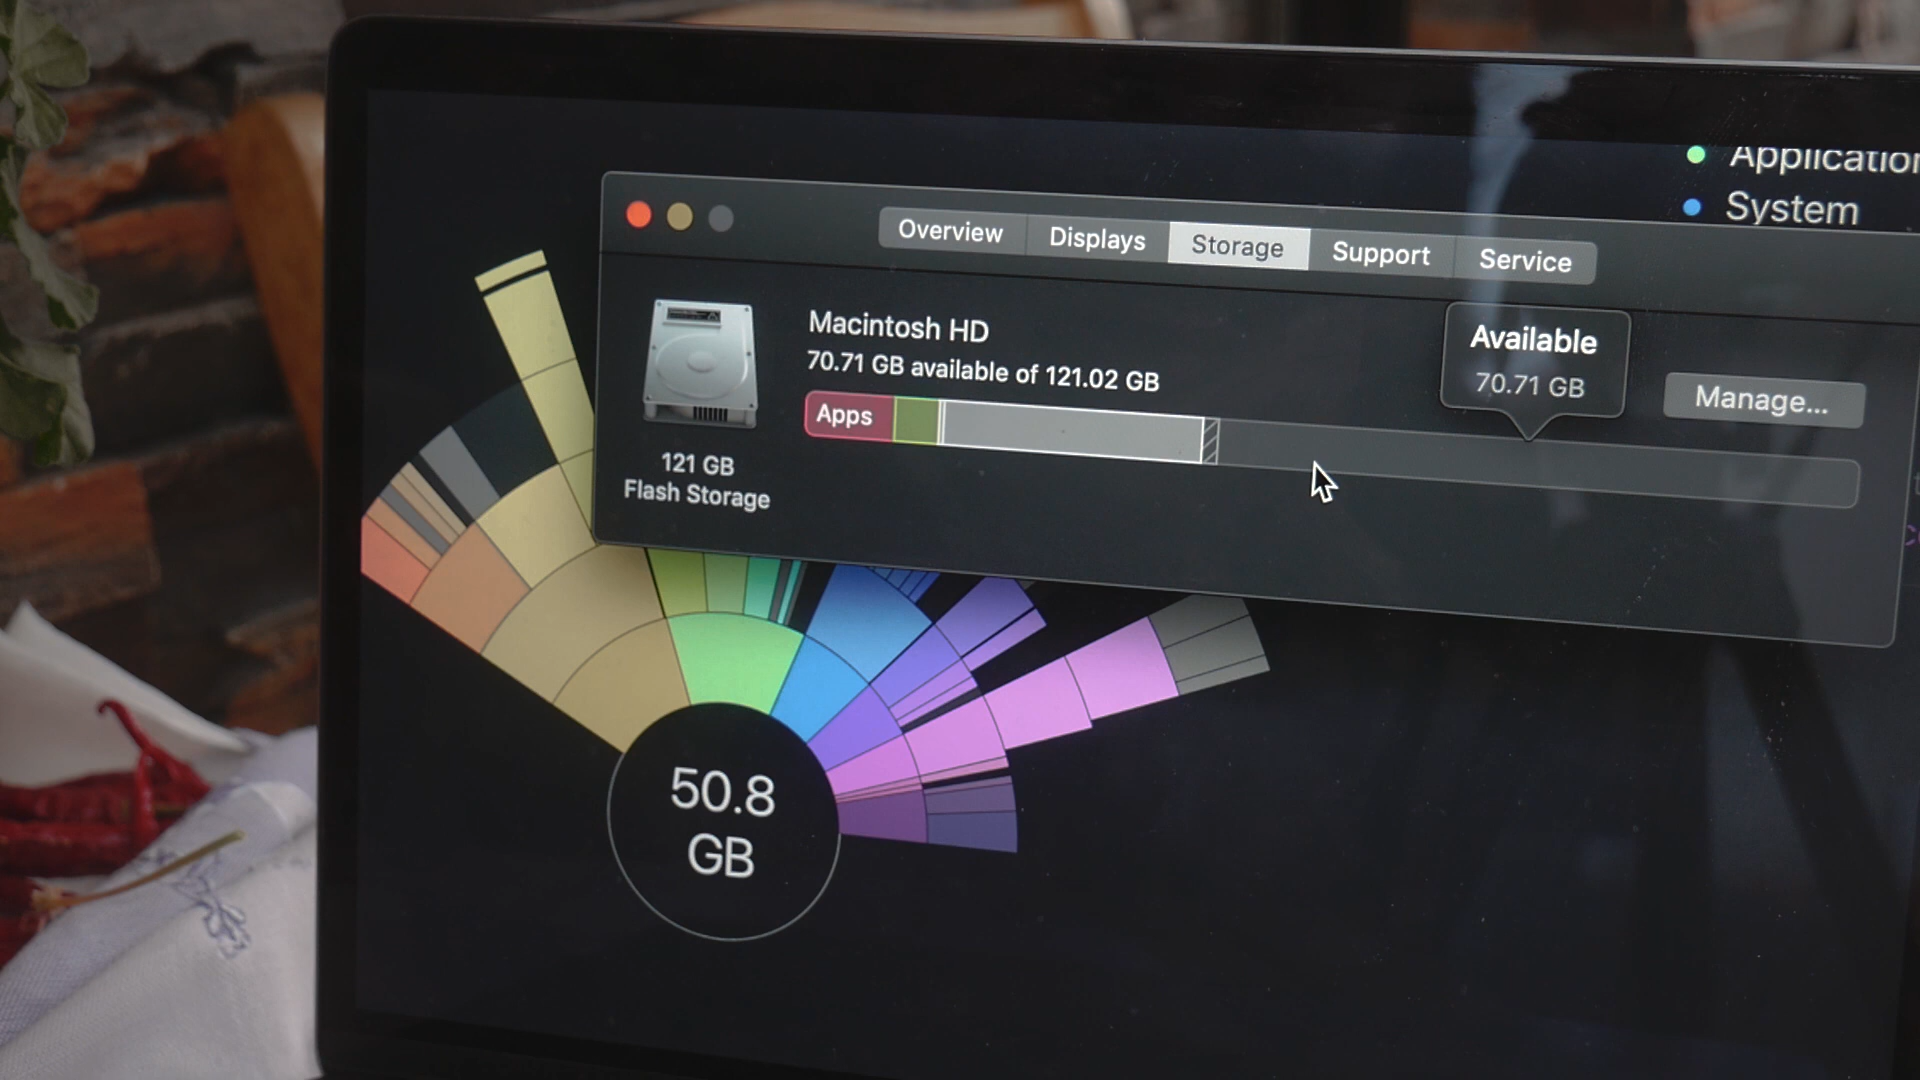 Application
System
Overview Displays Storage Support Service
Macintosh HD
70.71 GB available of 121.02 GB
Available
70.71 GB
Manage...
Apps
121 GB
Flash Storage
50.8
GB